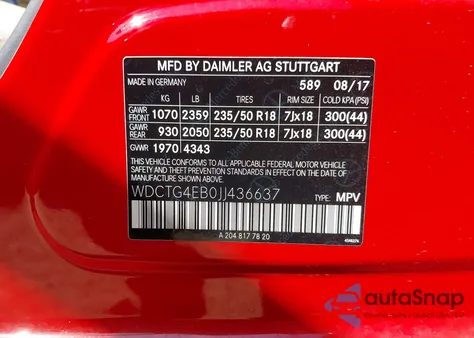 MFD BY DAIMLER AG STUTTGART
MADE IN GERMANY 589 08/17
GAWR FRONT KG LB TIRES RIM SIZE COLD KPA(PSI)
1070 2359 235/50 R18 7Jx18 300(44)
GAWR REAR 930 2050 235/50 R18 7Jx18 300(44)
GVWR 1970 4343
THIS VEHICLE CONFORMS TO ALL APPLICABLE FEDERAL MOTOR VEHICLE
SAFETY STANDARDS IN EFFECT ON THE DATE OF MANUFACTURE SHOWN ABOVE.
WDCTG4EB0JJ436637 TYPE: MPV
A 204 817 78 20
autoSnap